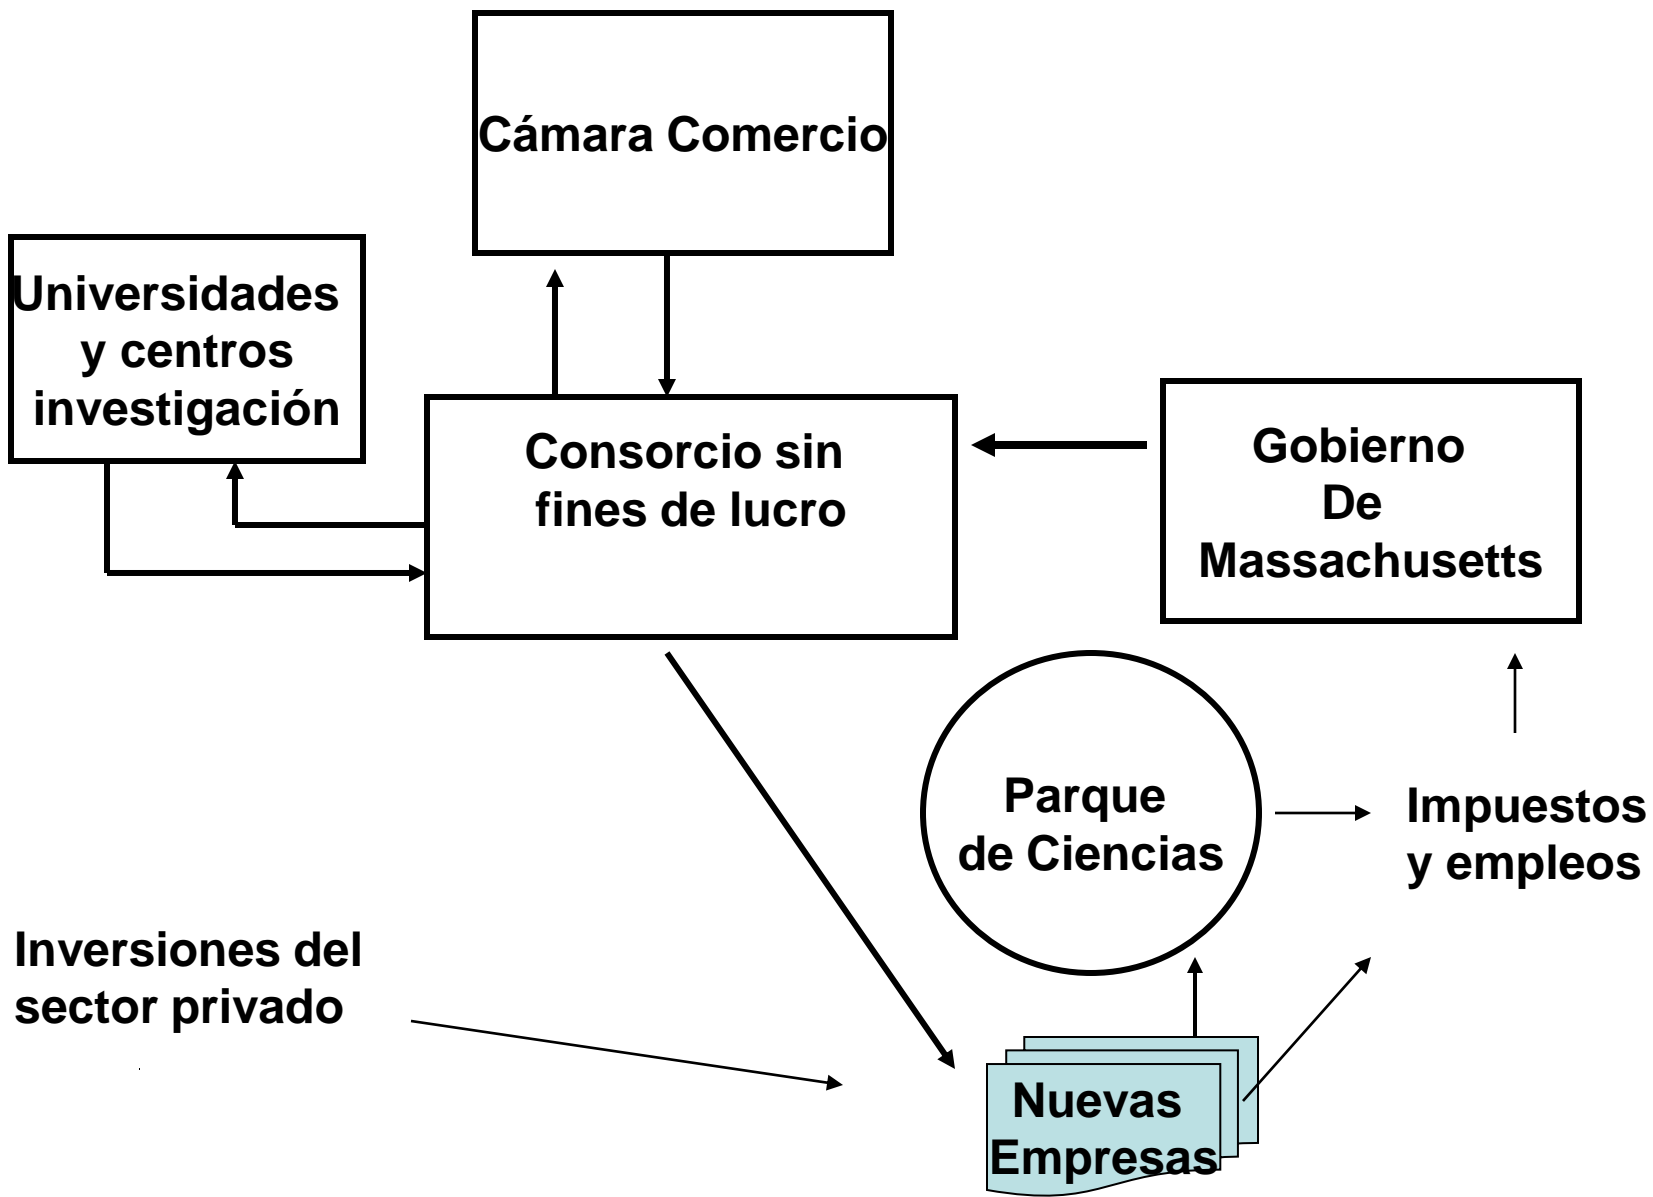 Cámara Comercio
Universidades
y centros
investigación
Consorcio sin
fines de lucro
Gobierno
De
Massachusetts
Parque
de Ciencias
Impuestos
y empleos
Inversiones del
sector privado
Nuevas
Empresas